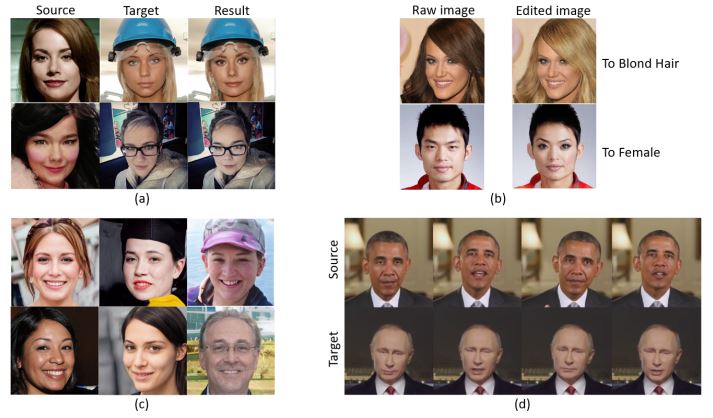 Source Target Result
(a)
Raw image Edited image
To Blond Hair
To Female
(b)
(c)
Source
Target
(d)